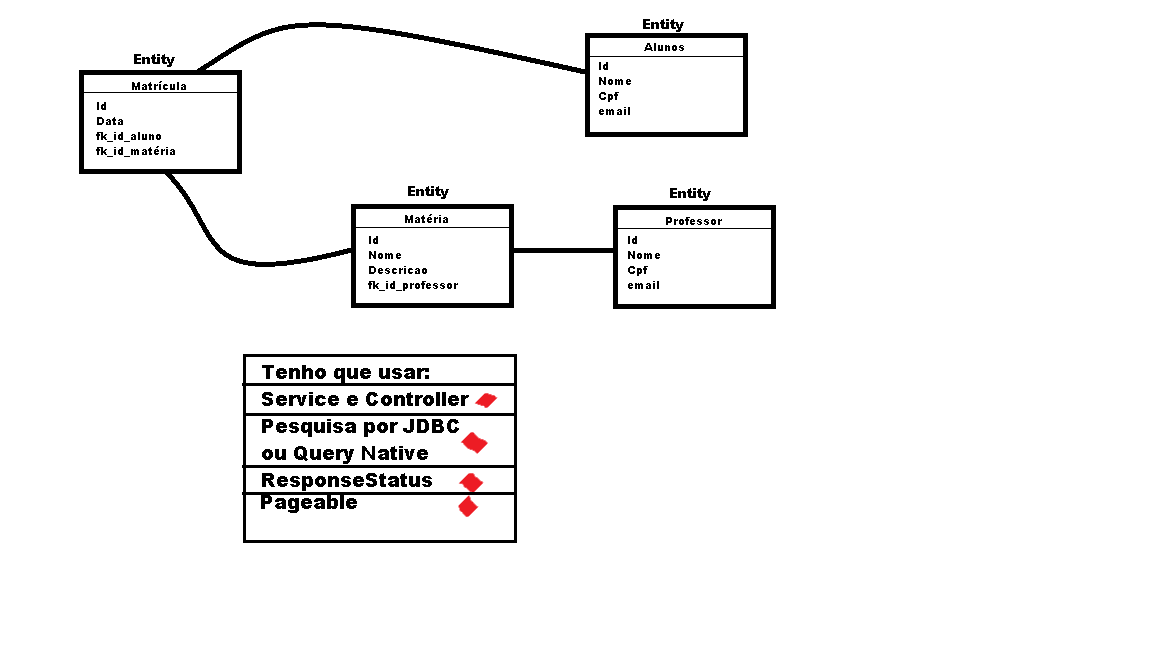 Entity
Matrícula
Id
Data
fk_id_aluno
fk_id_matéria
Entity
Alunos
Id
Nome
Cpf
email
Entity
Matéria
Id
Nome
Descricao
fk_id_professor
Entity
Professor
Id
Nome
Cpf
email
Tenho que usar:
Service e Controller
Pesquisa por JDBC
ou Query Native
ResponseStatus
Pageable